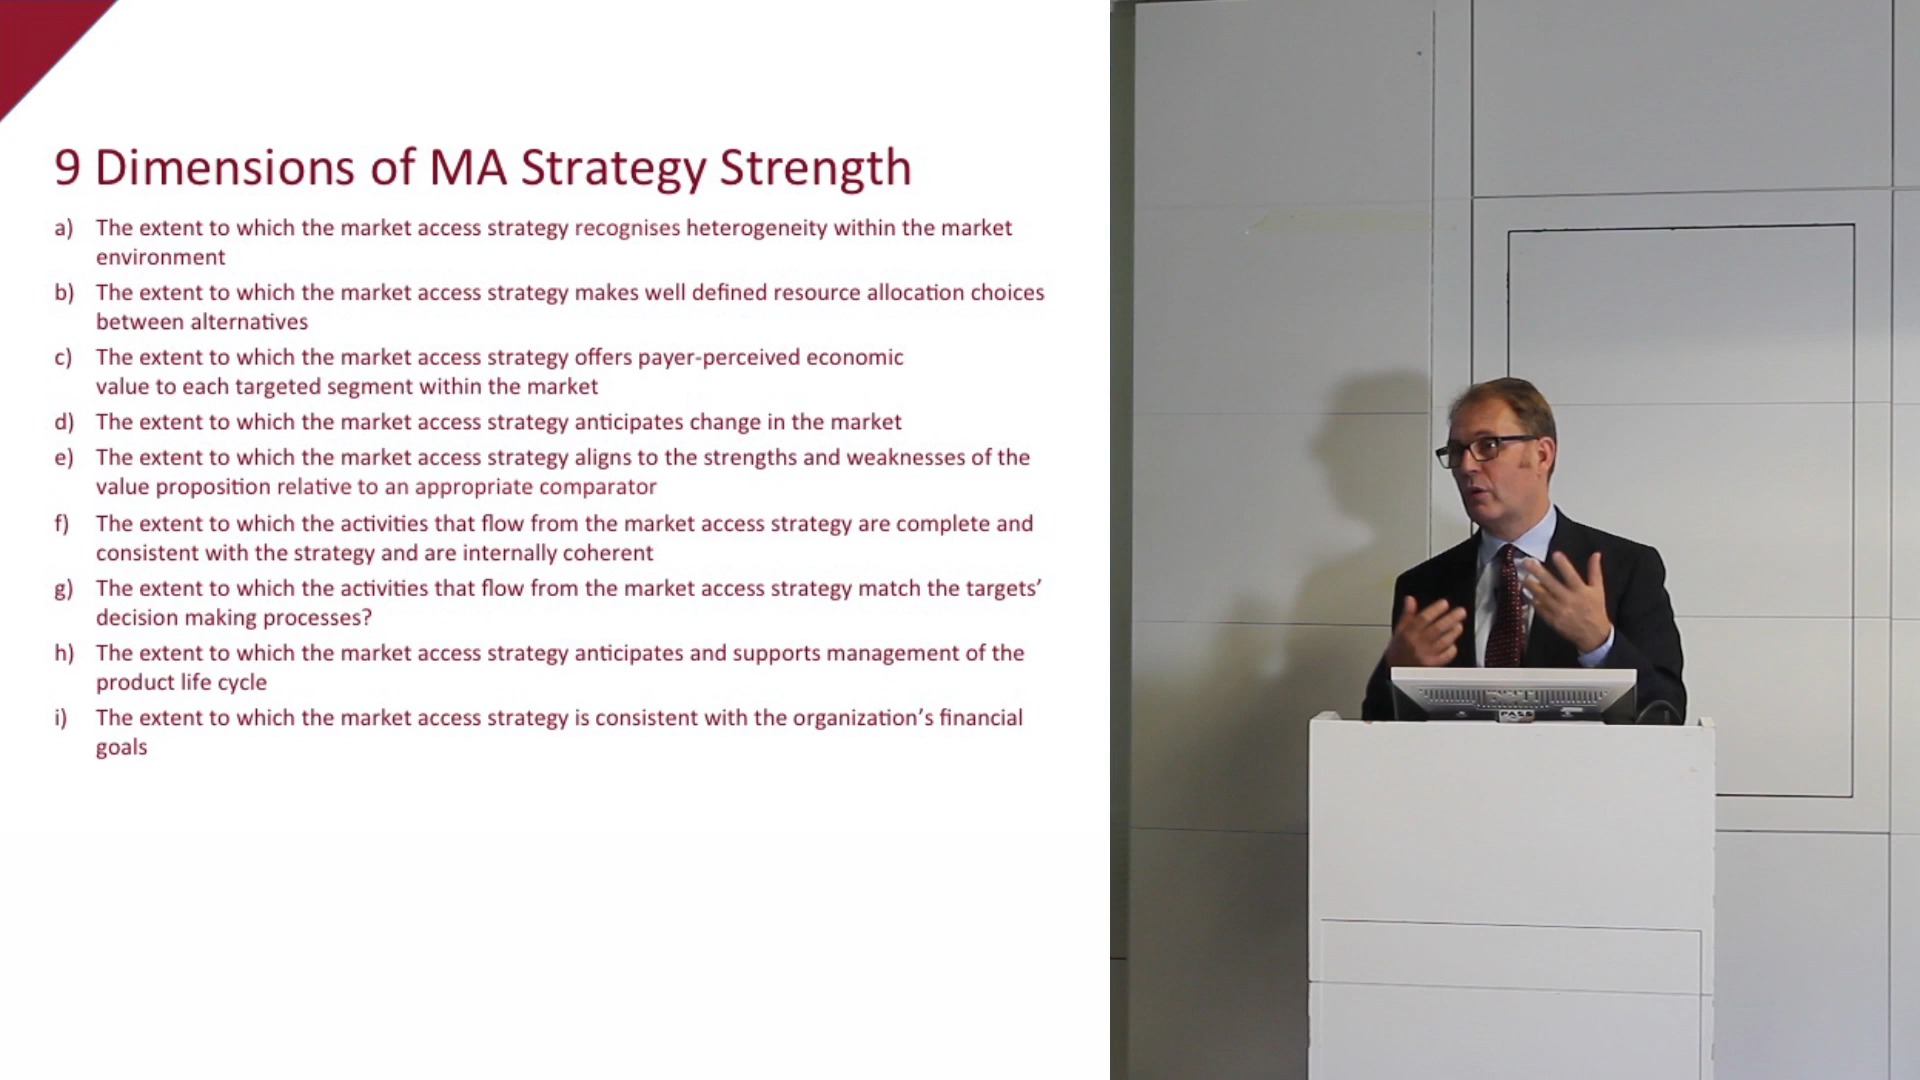 9 Dimensions of MA Strategy Strength
a) The extent to which the market access strategy recognises heterogeneity within the market
environment
b) The extent to which the market access strategy makes well defined resource allocation choices
between alternatives
c) The extent to which the market access strategy offers payer-perceived economic
value to each targeted segment within the market
d) The extent to which the market access strategy anticipates change in the market
e) The extent to which the market access strategy aligns to the strengths and weaknesses of the
value proposition relative to an appropriate comparator
f) The extent to which the activities that flow from the market access strategy are complete and
consistent with the strategy and are internally coherent
g) The extent to which the activities that flow from the market access strategy match the targets’
decision making processes?
h) The extent to which the market access strategy anticipates and supports management of the
product life cycle
i) The extent to which the market access strategy is consistent with the organization’s financial
goals